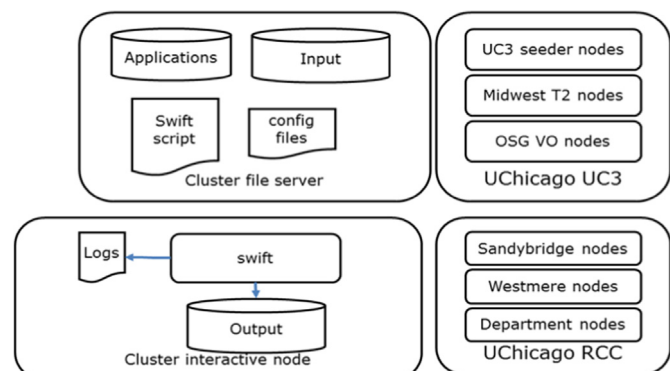 Applications
Input
Swift
script
config
files
Cluster file server
UC3 seeder nodes
Midwest T2 nodes
OSG VO nodes
UChicago UC3
Logs
swift
Output
Cluster interactive node
Sandybridge nodes
Westmere nodes
Department nodes
UChicago RCC